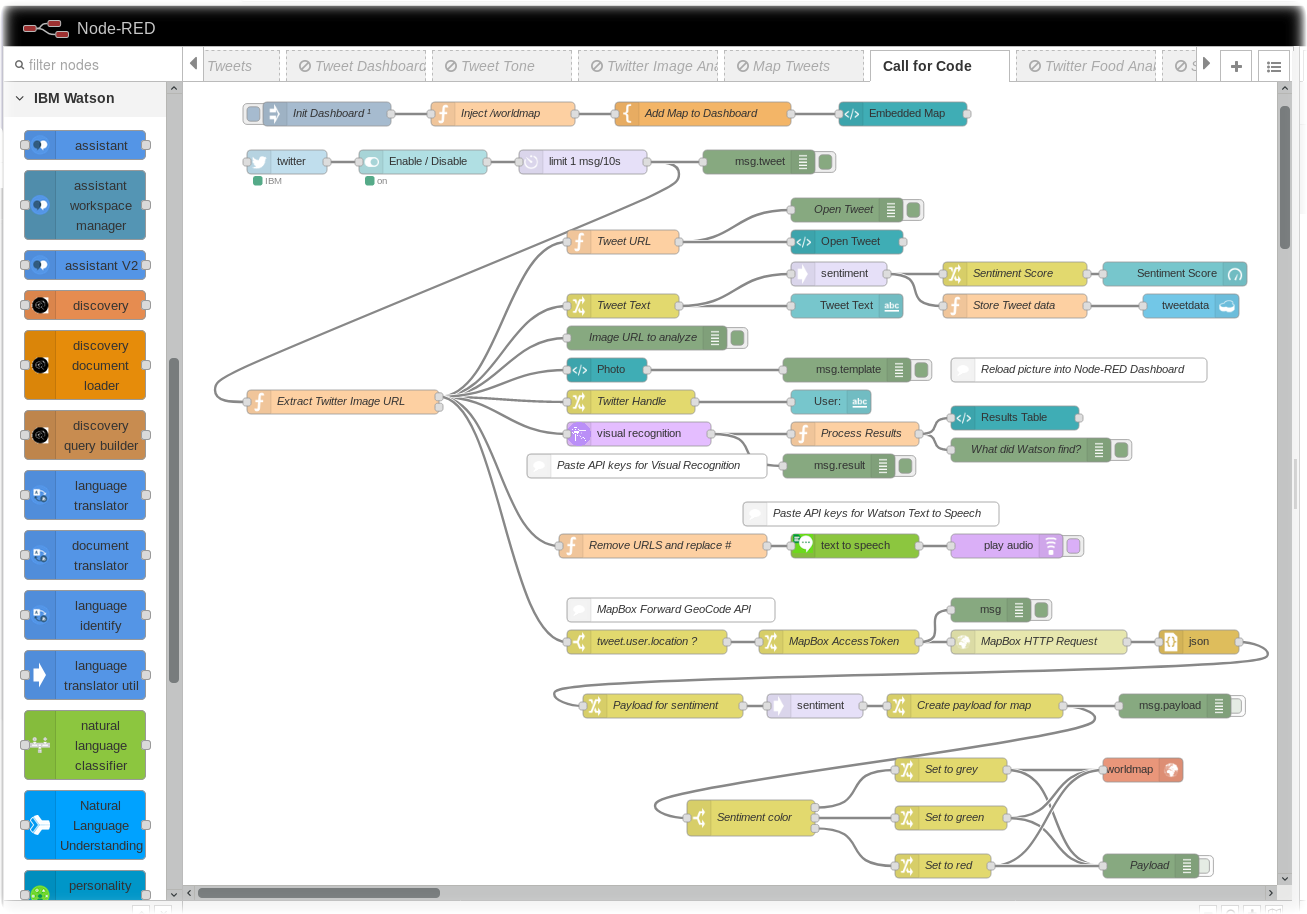 Node-RED
filter nodes
Tweets
Tweet Dashboard
Tweet Tone
Twitter Image Ana
Map Tweets
Call for Code
Twitter Food Anal
IBM Watson
assistant
assistant
workspace
manager
assistant V2
discovery
discovery
document
loader
discovery
query builder
language
translator
document
translator
language
identify
language
translator util
natural
language
classifier
Natural
Language
Understanding
personality
Init Dashboard ¹
Inject /worldmap
Add Map to Dashboard
Embedded Map
twitter
IBM
Enable / Disable
on
limit 1 msg/10s
msg.tweet
Open Tweet
Tweet URL
Open Tweet
sentiment
Sentiment Score
Sentiment Score
Tweet Text
Tweet Text
abc
Store Tweet data
tweetdata
Image URL to analyze
Photo
msg.template
Reload picture into Node-RED Dashboard
Extract Twitter Image URL
Twitter Handle
User:
abc
Results Table
visual recognition
Process Results
What did Watson find?
Paste API keys for Visual Recognition
msg.result
Paste API keys for Watson Text to Speech
Remove URLS and replace #
text to speech
play audio
MapBox Forward GeoCode API
msg
tweet.user.location ?
MapBox AccessToken
MapBox HTTP Request
json
Payload for sentiment
sentiment
Create payload for map
msg.payload
Set to grey
worldmap
Sentiment color
Set to green
Set to red
Payload